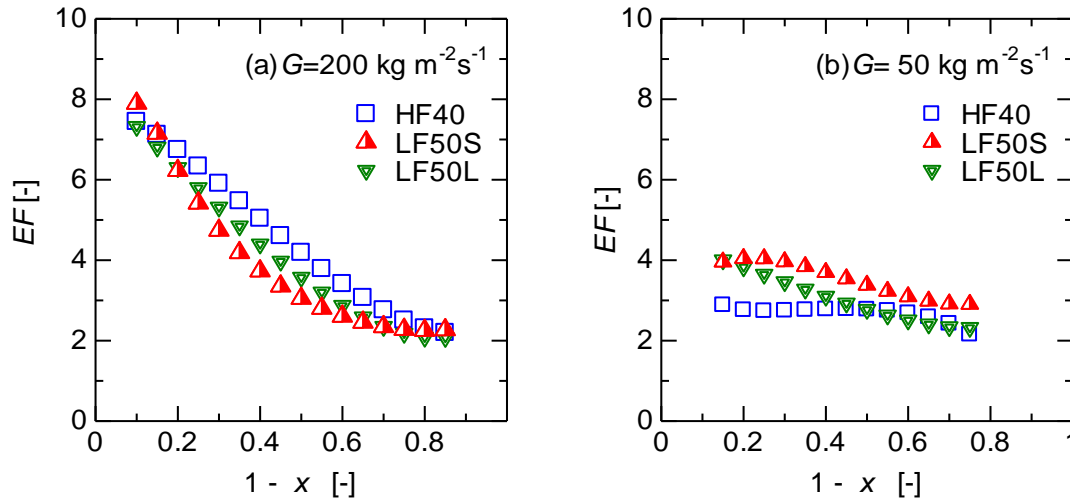 (a) G=200 kg m⁻²s⁻¹
HF40
LF50S
LF50L
EF [-]
10
8
6
4
2
0
0 0.2 0.4 0.6 0.8
1 - x [-]
(b) G= 50 kg m⁻²s⁻¹
HF40
LF50S
LF50L
EF [-]
10
8
6
4
2
0
0 0.2 0.4 0.6 0.8 1
1 - x [-]